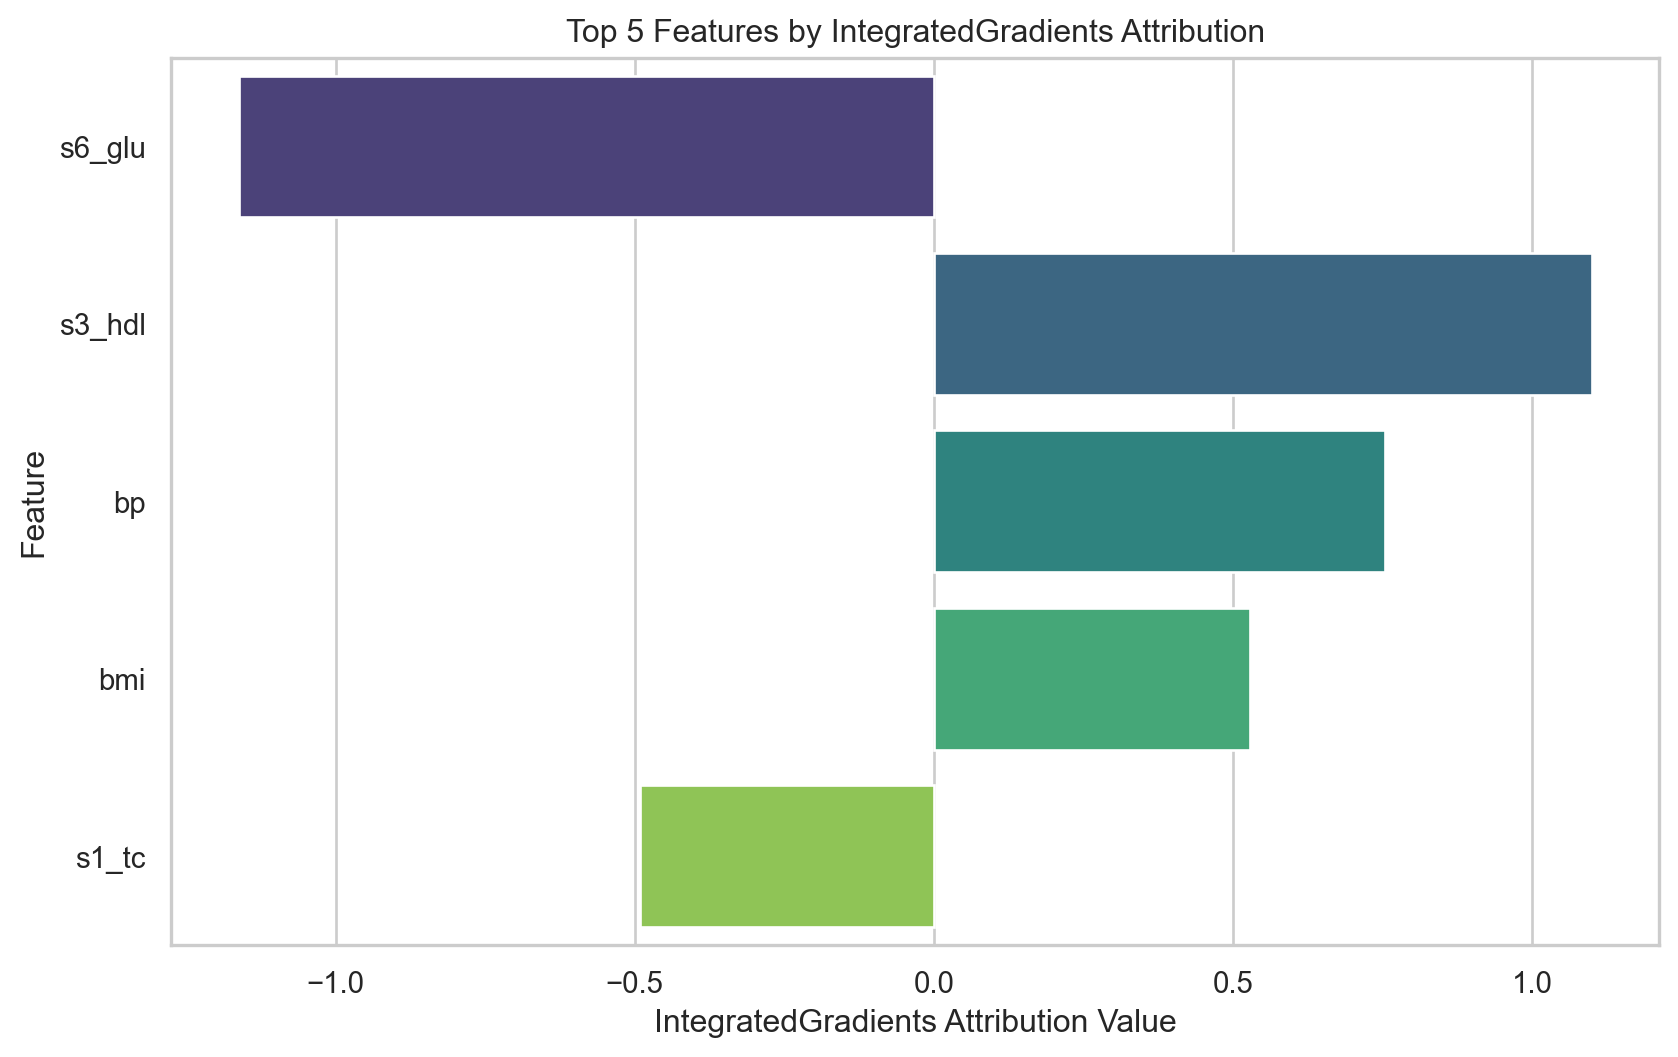 Top 5 Features by IntegratedGradients Attribution
Feature
s6_glu
s3_hdl
bp
bmi
s1_tc
−1.0 −0.5 0.0 0.5 1.0
IntegratedGradients Attribution Value